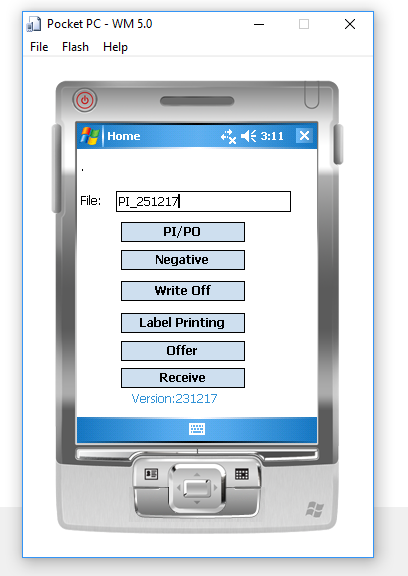 Pocket PC - WM 5.0
File Flash Help
Home 3:11
.
File: PI_251217
PI/PO
Negative
Write Off
Label Printing
Offer
Receive
Version:231217